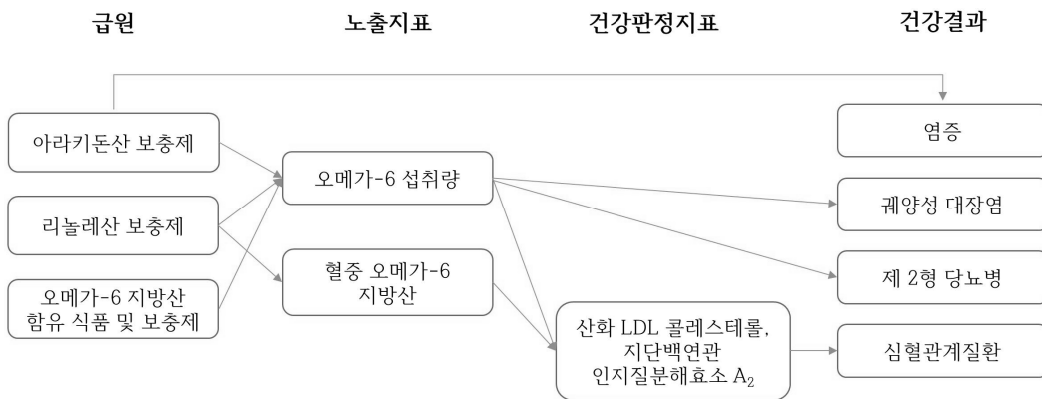 급원
노출지표
건강판정지표
건강결과
아라키돈산 보충제
리놀레산 보충제
오메가-6 지방산
함유 식품 및 보충제
오메가-6 섭취량
혈중 오메가-6
지방산
산화 LDL 콜레스테롤,
지단백연관
인지질분해효소 A₂
염증
궤양성 대장염
제 2형 당뇨병
심혈관계질환